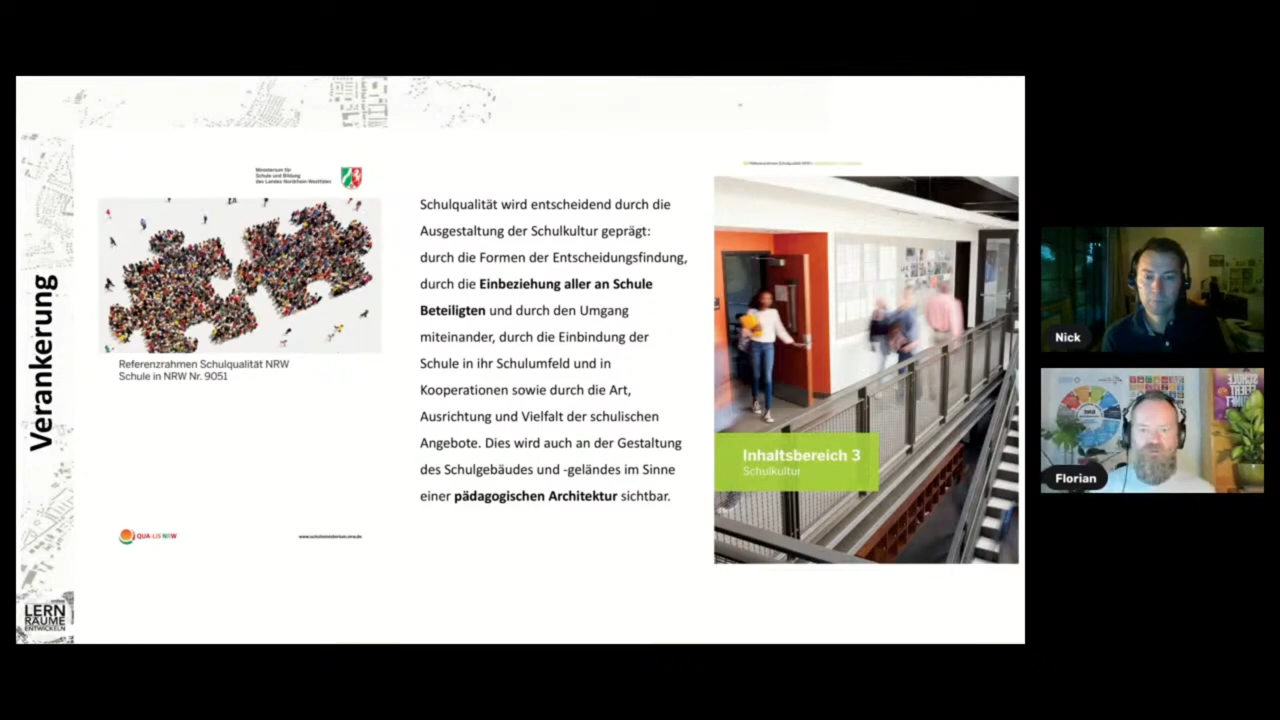 Verankerung
Ministerium für
Schule und Bildung
des Landes Nordrhein-Westfalen
Referenzrahmen Schulqualität NRW
Schule in NRW Nr. 9051
QUA-LiS NRW
www.schulministerium.nrw.de
LERN
RÄUME
ENTWICKELN
Schulqualität wird entscheidend durch die
Ausgestaltung der Schulkultur geprägt:
durch die Formen der Entscheidungsfindung,
durch die Einbeziehung aller an Schule
Beteiligten und durch den Umgang
miteinander, durch die Einbindung der
Schule in ihr Schulumfeld und in
Kooperationen sowie durch die Art,
Ausrichtung und Vielfalt der schulischen
Angebote. Dies wird auch an der Gestaltung
des Schulgebäudes und -geländes im Sinne
einer pädagogischen Architektur sichtbar.
Inhaltsbereich 3
Schulkultur
Nick
Florian